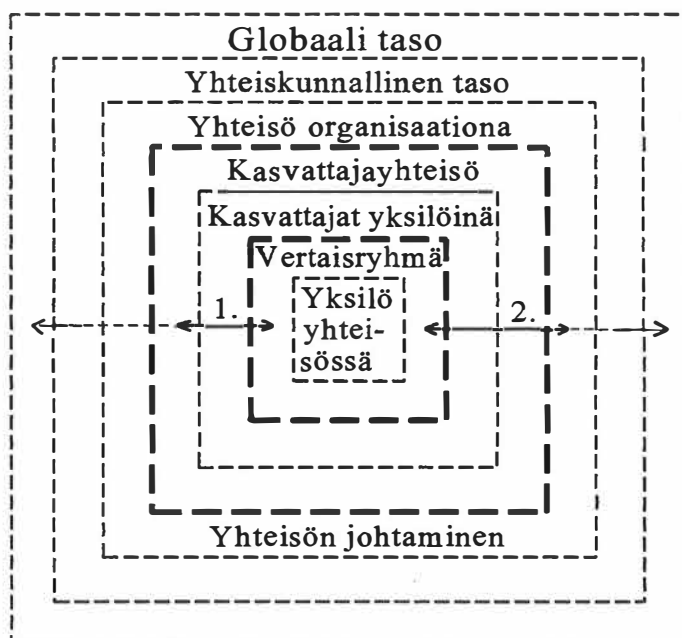 Globaali taso
Yhteiskunnallinen taso
Yhteisö organisaationa
Kasvattajayhteisö
Kasvattajat yksilöinä
Vertaisryhmä
1.
Yksilö
yhtei-
sössä
2.
Yhteisön johtaminen